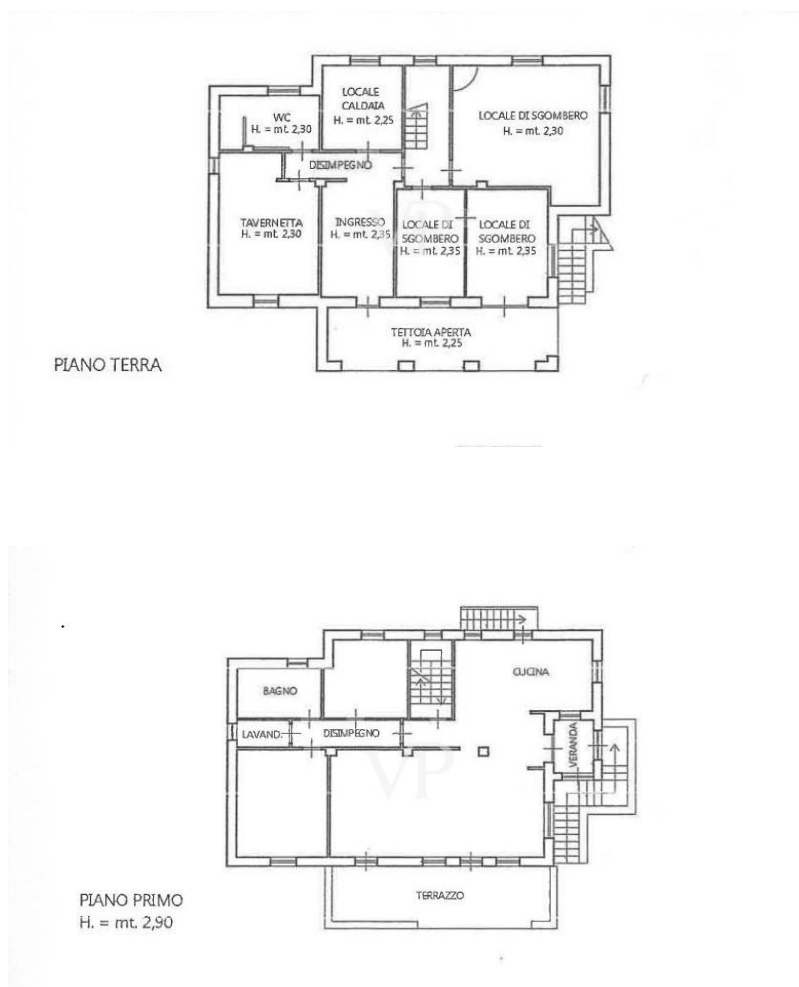 LOCALE
CALDAIA
H. = mt. 2,25
WC
H. = mt. 2,30
LOCALE DI SGOMBERO
H. = mt. 2,30
DISIMPEGNO
TAVERNETTA
H. = mt. 2,30
INGRESSO
H. = mt. 2,35
LOCALE DI
SGOMBERO
H. = mt. 2,35
LOCALE DI
SGOMBERO
H. = mt. 2,35
VP
TETTOIA APERTA
H. = mt. 2,25
PIANO TERRA
CUCINA
BAGNO
LAVAND.
DISIMPEGNO
VERANDA
VP
TERRAZZO
PIANO PRIMO
H. = mt. 2,90